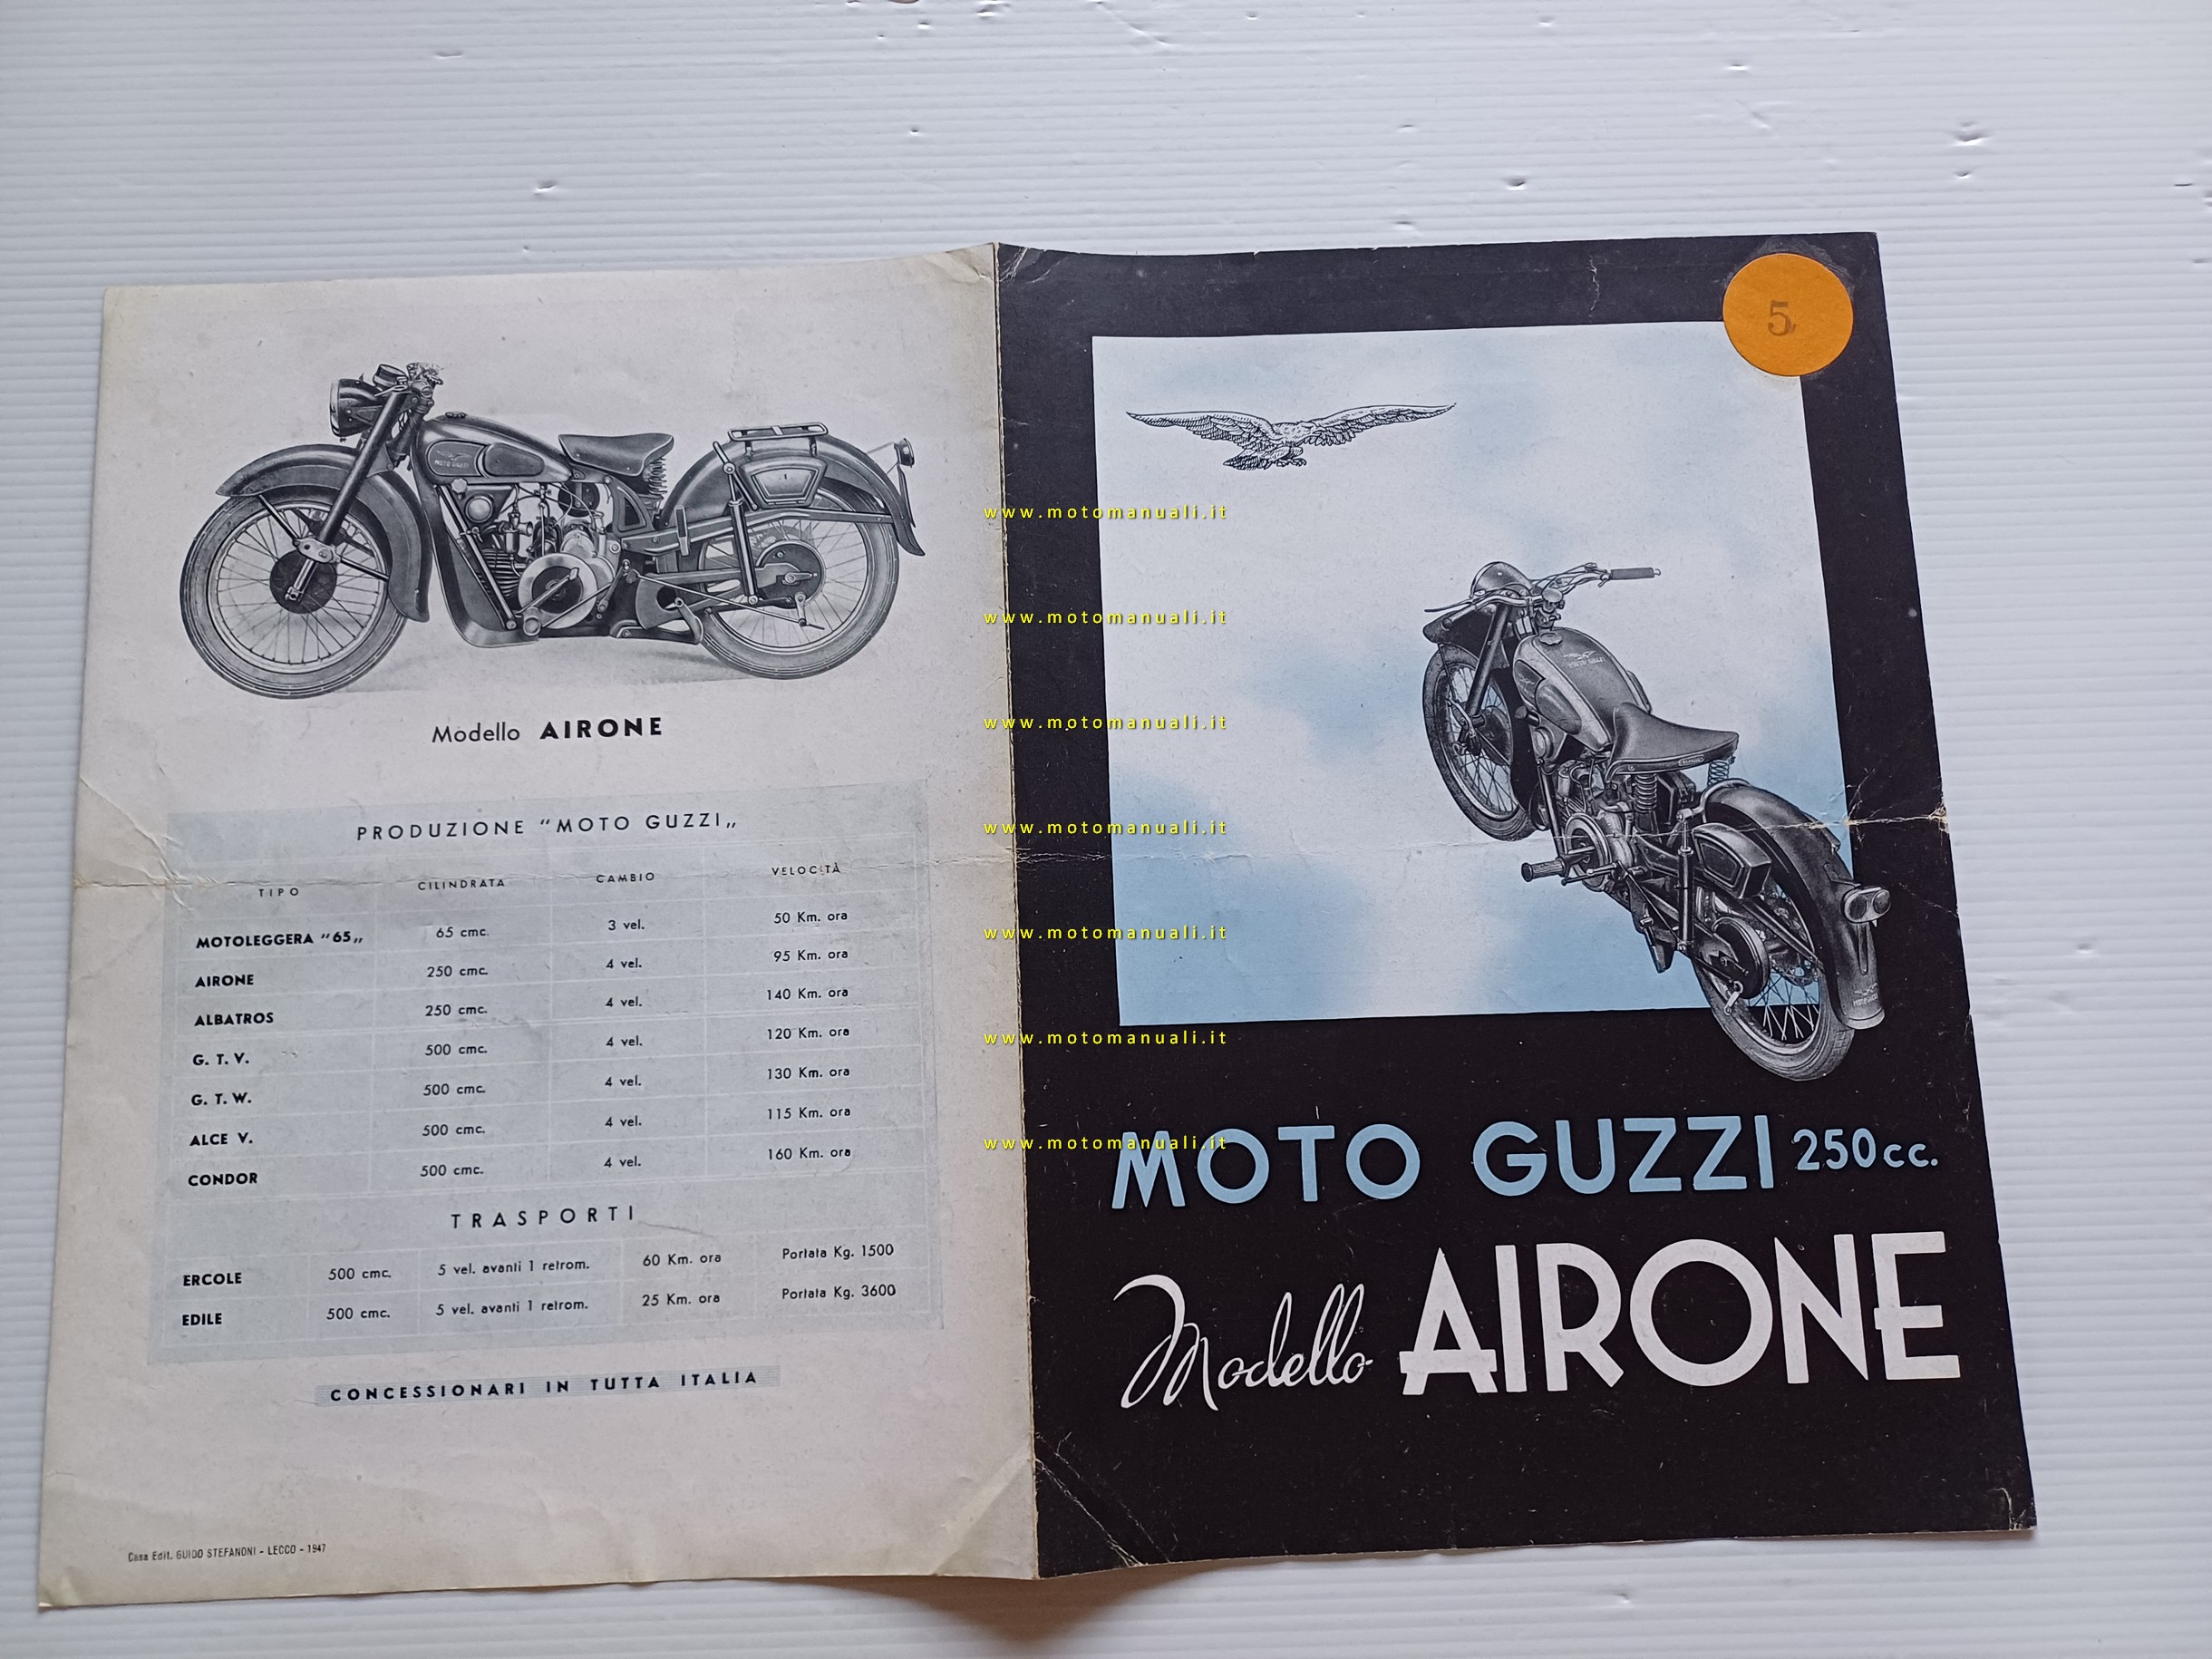 MOTO GUZZI
Modello AIRONE
PRODUZIONE “MOTO GUZZI„
TIPO CILINDRATA CAMBIO VELOCITÀ
MOTOLEGGERA “65„ 65 cmc. 3 vel. 50 Km. ora
AIRONE 250 cmc. 4 vel. 95 Km. ora
ALBATROS 250 cmc. 4 vel. 140 Km. ora
G. T. V. 500 cmc. 4 vel. 120 Km. ora
G. T. W. 500 cmc. 4 vel. 130 Km. ora
ALCE V. 500 cmc. 4 vel. 115 Km. ora
CONDOR 500 cmc. 4 vel. 160 Km. ora
TRASPORTI
ERCOLE 500 cmc. 5 vel. avanti 1 retrom. 60 Km. ora Portata Kg. 1500
EDILE 500 cmc. 5 vel. avanti 1 retrom. 25 Km. ora Portata Kg. 3600
CONCESSIONARI IN TUTTA ITALIA
Casa Edit. GUIDO STEFANONI - LECCO - 1947
5
www.motomanuali.it
www.motomanuali.it
www.motomanuali.it
www.motomanuali.it
www.motomanuali.it
www.motomanuali.it
www.motomanuali.it
MOTO GUZZI
MOTO GUZZI 250 cc.
Modello AIRONE